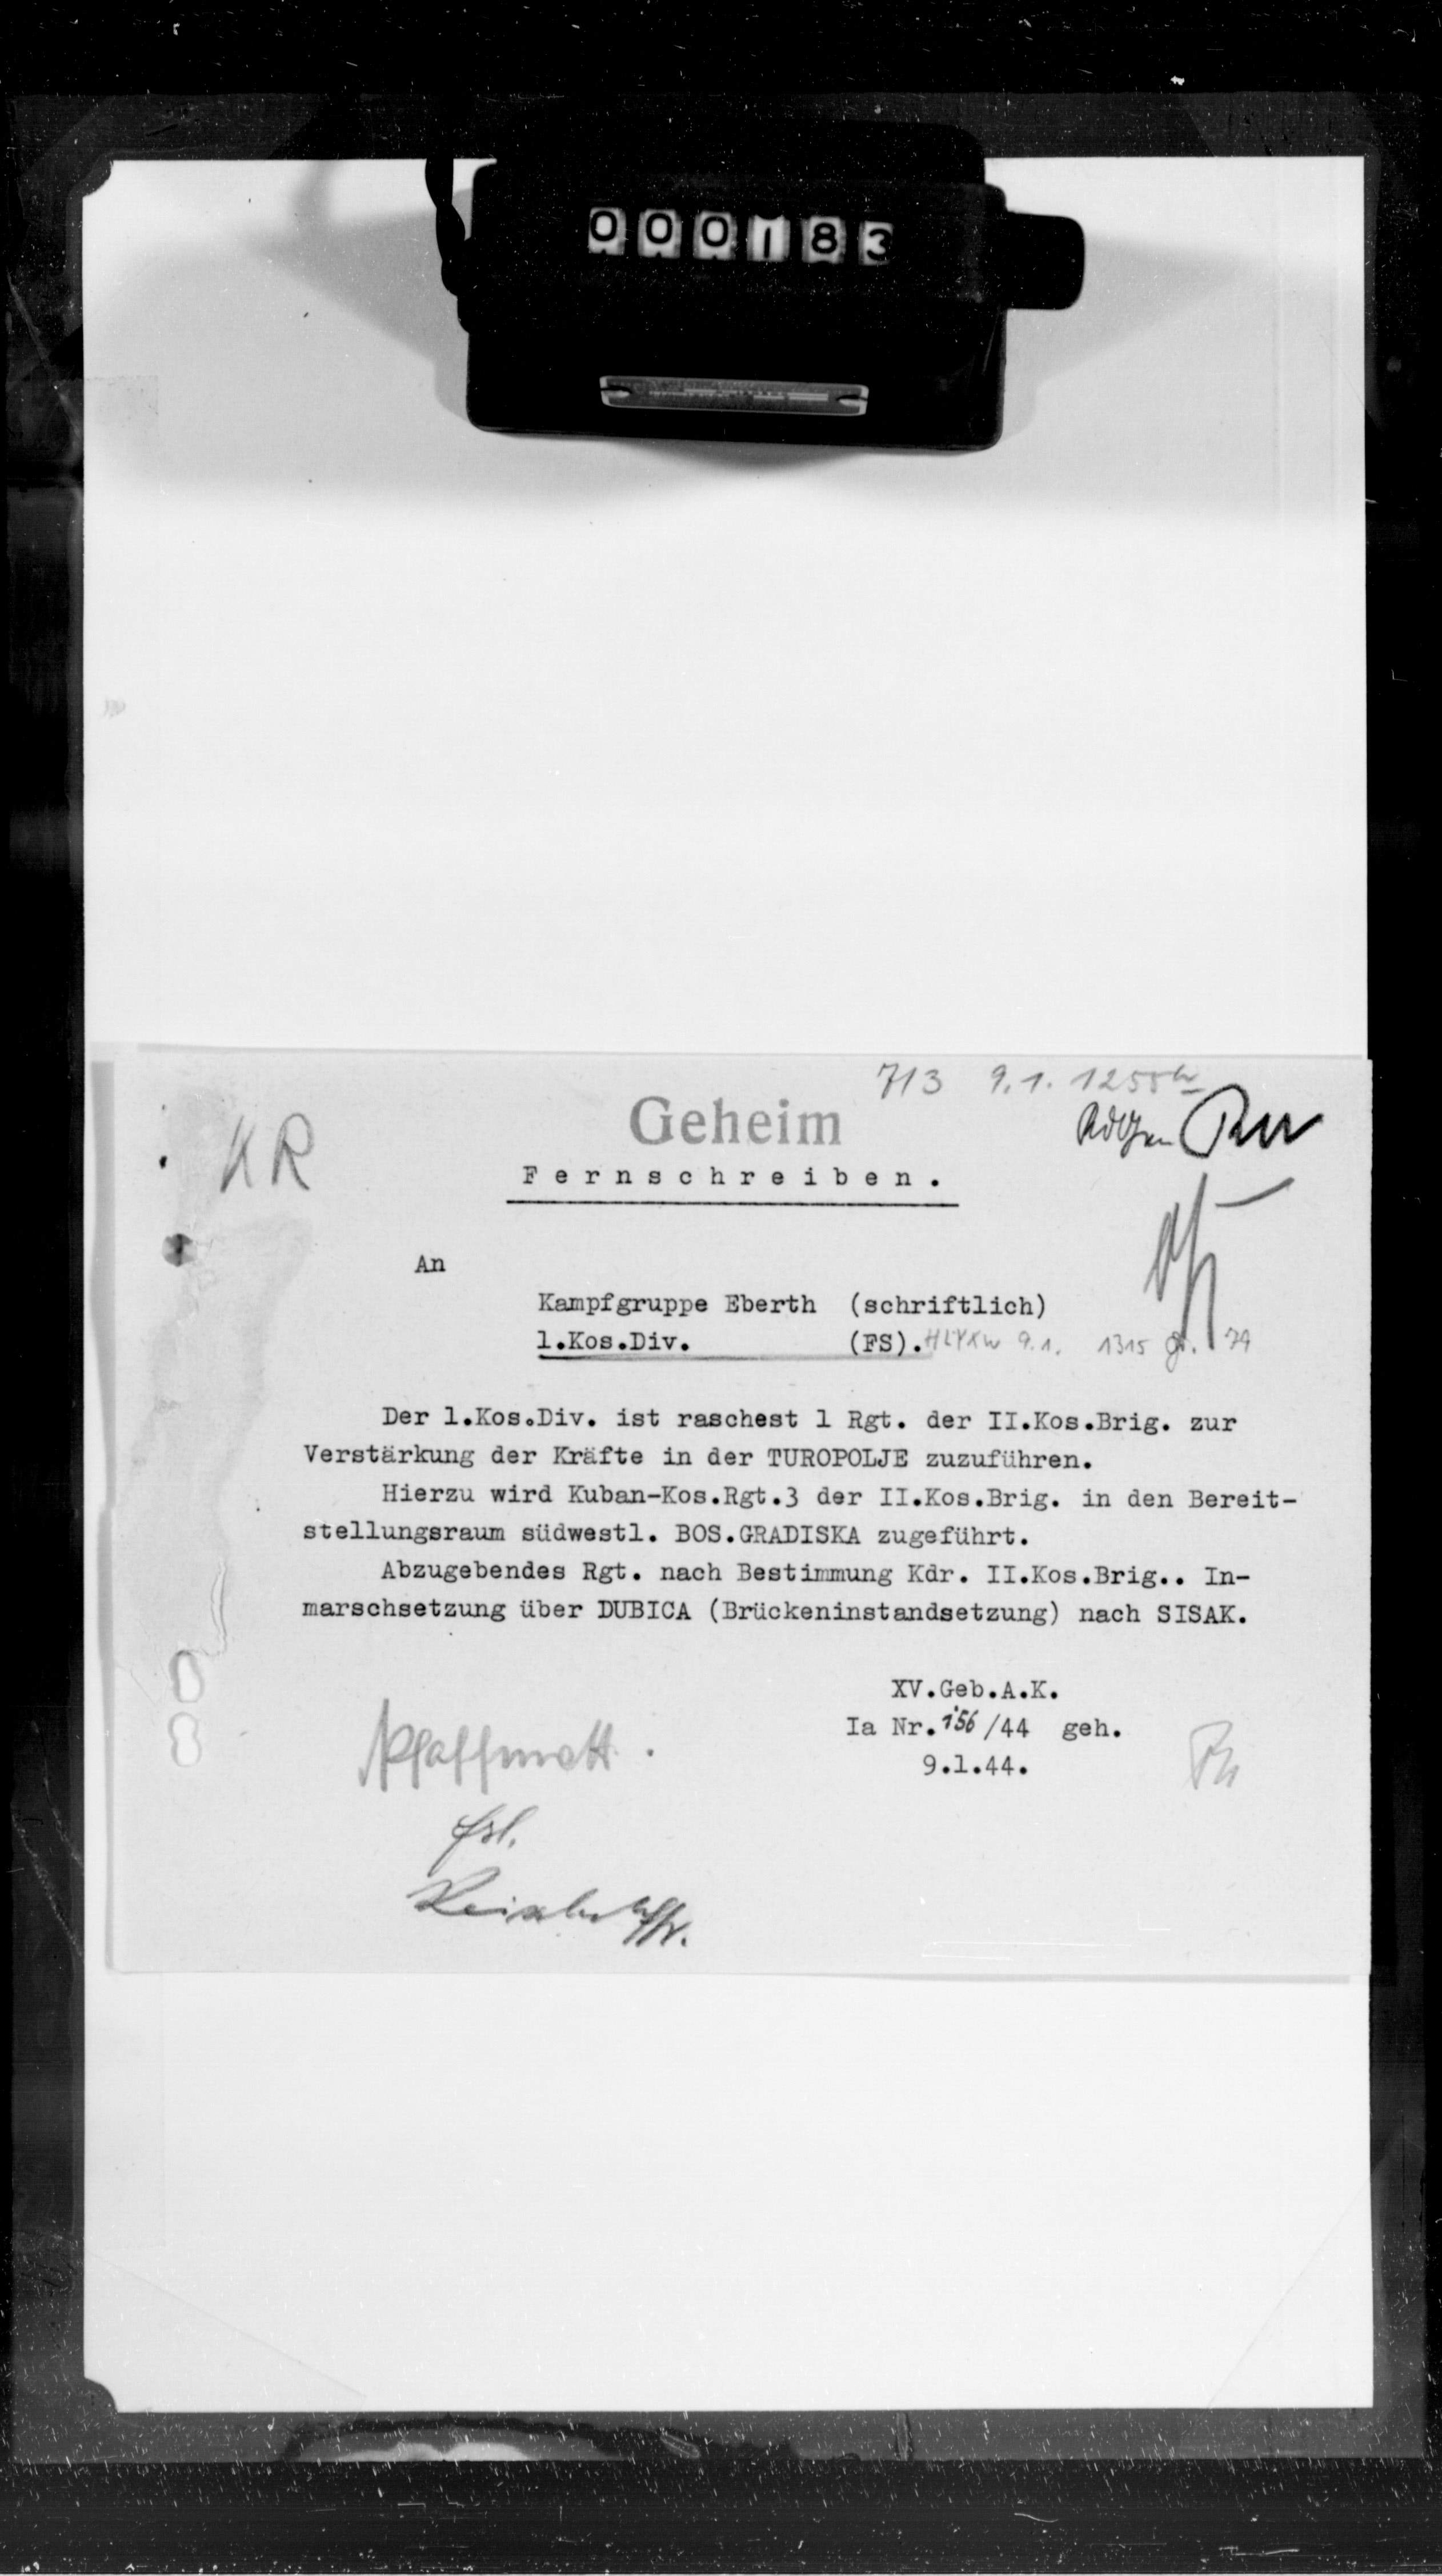 000183
713 9.1. 1255h
Geheim
KR
Fernschreiben.
An
Kampfgruppe Eberth (schriftlich)
1.Kos.Div. (FS). 9.1. 1315
Der 1.Kos.Div. ist raschest 1 Rgt. der II.Kos.Brig. zur
Verstärkung der Kräfte in der TUROPOLJE zuzuführen.
Hierzu wird Kuban-Kos.Rgt.3 der II.Kos.Brig. in den Bereit-
stellungsraum südwestl. BOS.GRADISKA zugeführt.
Abzugebendes Rgt. nach Bestimmung Kdr. II.Kos.Brig.. In-
marschsetzung über DUBICA (Brückeninstandsetzung) nach SISAK.
XV.Geb.A.K.
Ia Nr.156/44 geh.
9.1.44.